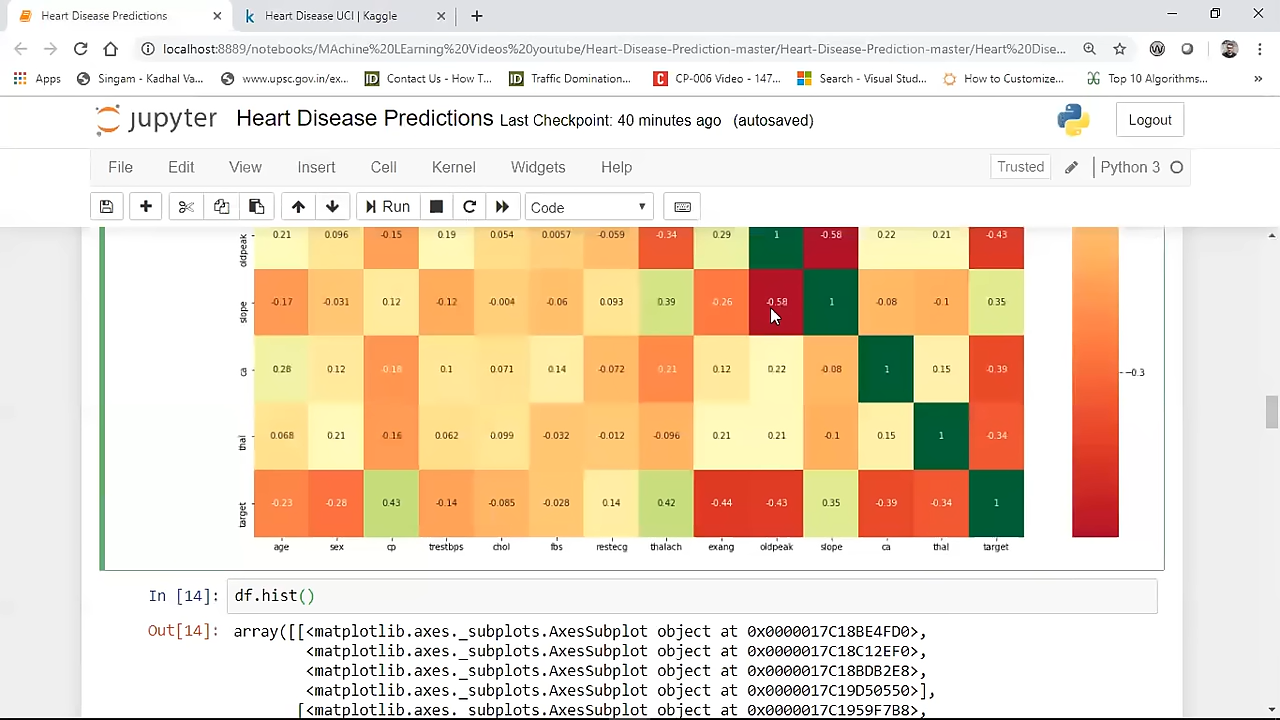 Heart Disease Predictions
Heart Disease UCI | Kaggle
localhost:8889/notebooks/MAchine%20LEarning%20Videos%20youtube/Heart-Disease-Prediction-master/Heart-Disease-Prediction-master/Heart%20Dise...
Apps Singam - Kadhal Va... www.upsc.gov.in/ex... Contact Us - How T... Traffic Domination... CP-006 Video - 147... Search - Visual Stud... How to Customize... Top 10 Algorithms... »
jupyter Heart Disease Predictions Last Checkpoint: 40 minutes ago (autosaved) Logout
File Edit View Insert Cell Kernel Widgets Help Trusted Python 3
Run Code
oldpeak 0.21 0.096 -0.15 0.19 0.054 0.0057 -0.059 -0.34 0.29 1 -0.58 0.22 0.21 -0.43
slope -0.17 -0.031 0.12 -0.12 -0.004 -0.06 0.093 0.39 -0.26 -0.58 1 -0.08 -0.1 0.35
ca 0.28 0.12 -0.18 0.1 0.071 0.14 -0.072 -0.21 0.12 0.22 -0.08 1 0.15 -0.39
−0.3
thal 0.068 0.21 -0.16 0.062 0.099 -0.032 -0.012 -0.096 0.21 0.21 -0.1 0.15 1 -0.34
target -0.23 -0.28 0.43 -0.14 -0.085 -0.028 0.14 0.42 -0.44 -0.43 0.35 -0.39 -0.34 1
age sex cp trestbps chol fbs restecg thalach exang oldpeak slope ca thal target
In [14]: df.hist()
Out[14]: array([[<matplotlib.axes._subplots.AxesSubplot object at 0x0000017C18BE4FD0>,
<matplotlib.axes._subplots.AxesSubplot object at 0x0000017C18C12EF0>,
<matplotlib.axes._subplots.AxesSubplot object at 0x0000017C18BDB2E8>,
<matplotlib.axes._subplots.AxesSubplot object at 0x0000017C19D50550>],
[<matplotlib.axes._subplots.AxesSubplot object at 0x0000017C1959F7B8>,